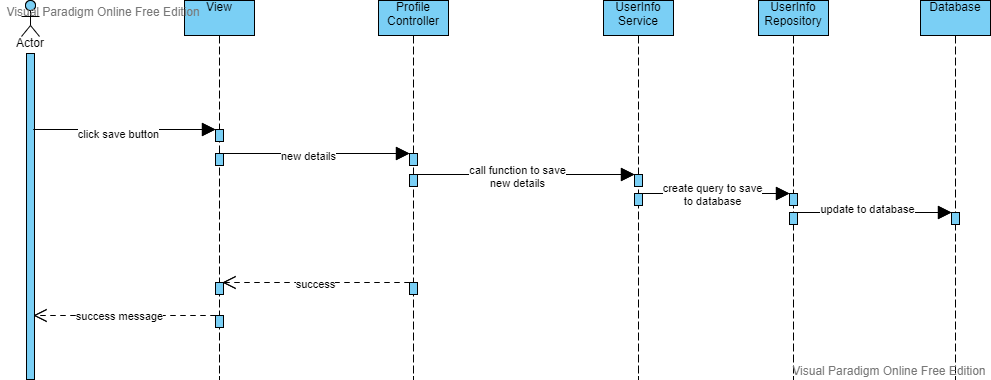 Visual Paradigm Online Free Edition
View
Profile
Controller
UserInfo
Service
UserInfo
Repository
Database
Actor
click save button
new details
call function to save
new details
create query to save
to database
update to database
success
success message
Visual Paradigm Online Free Edition